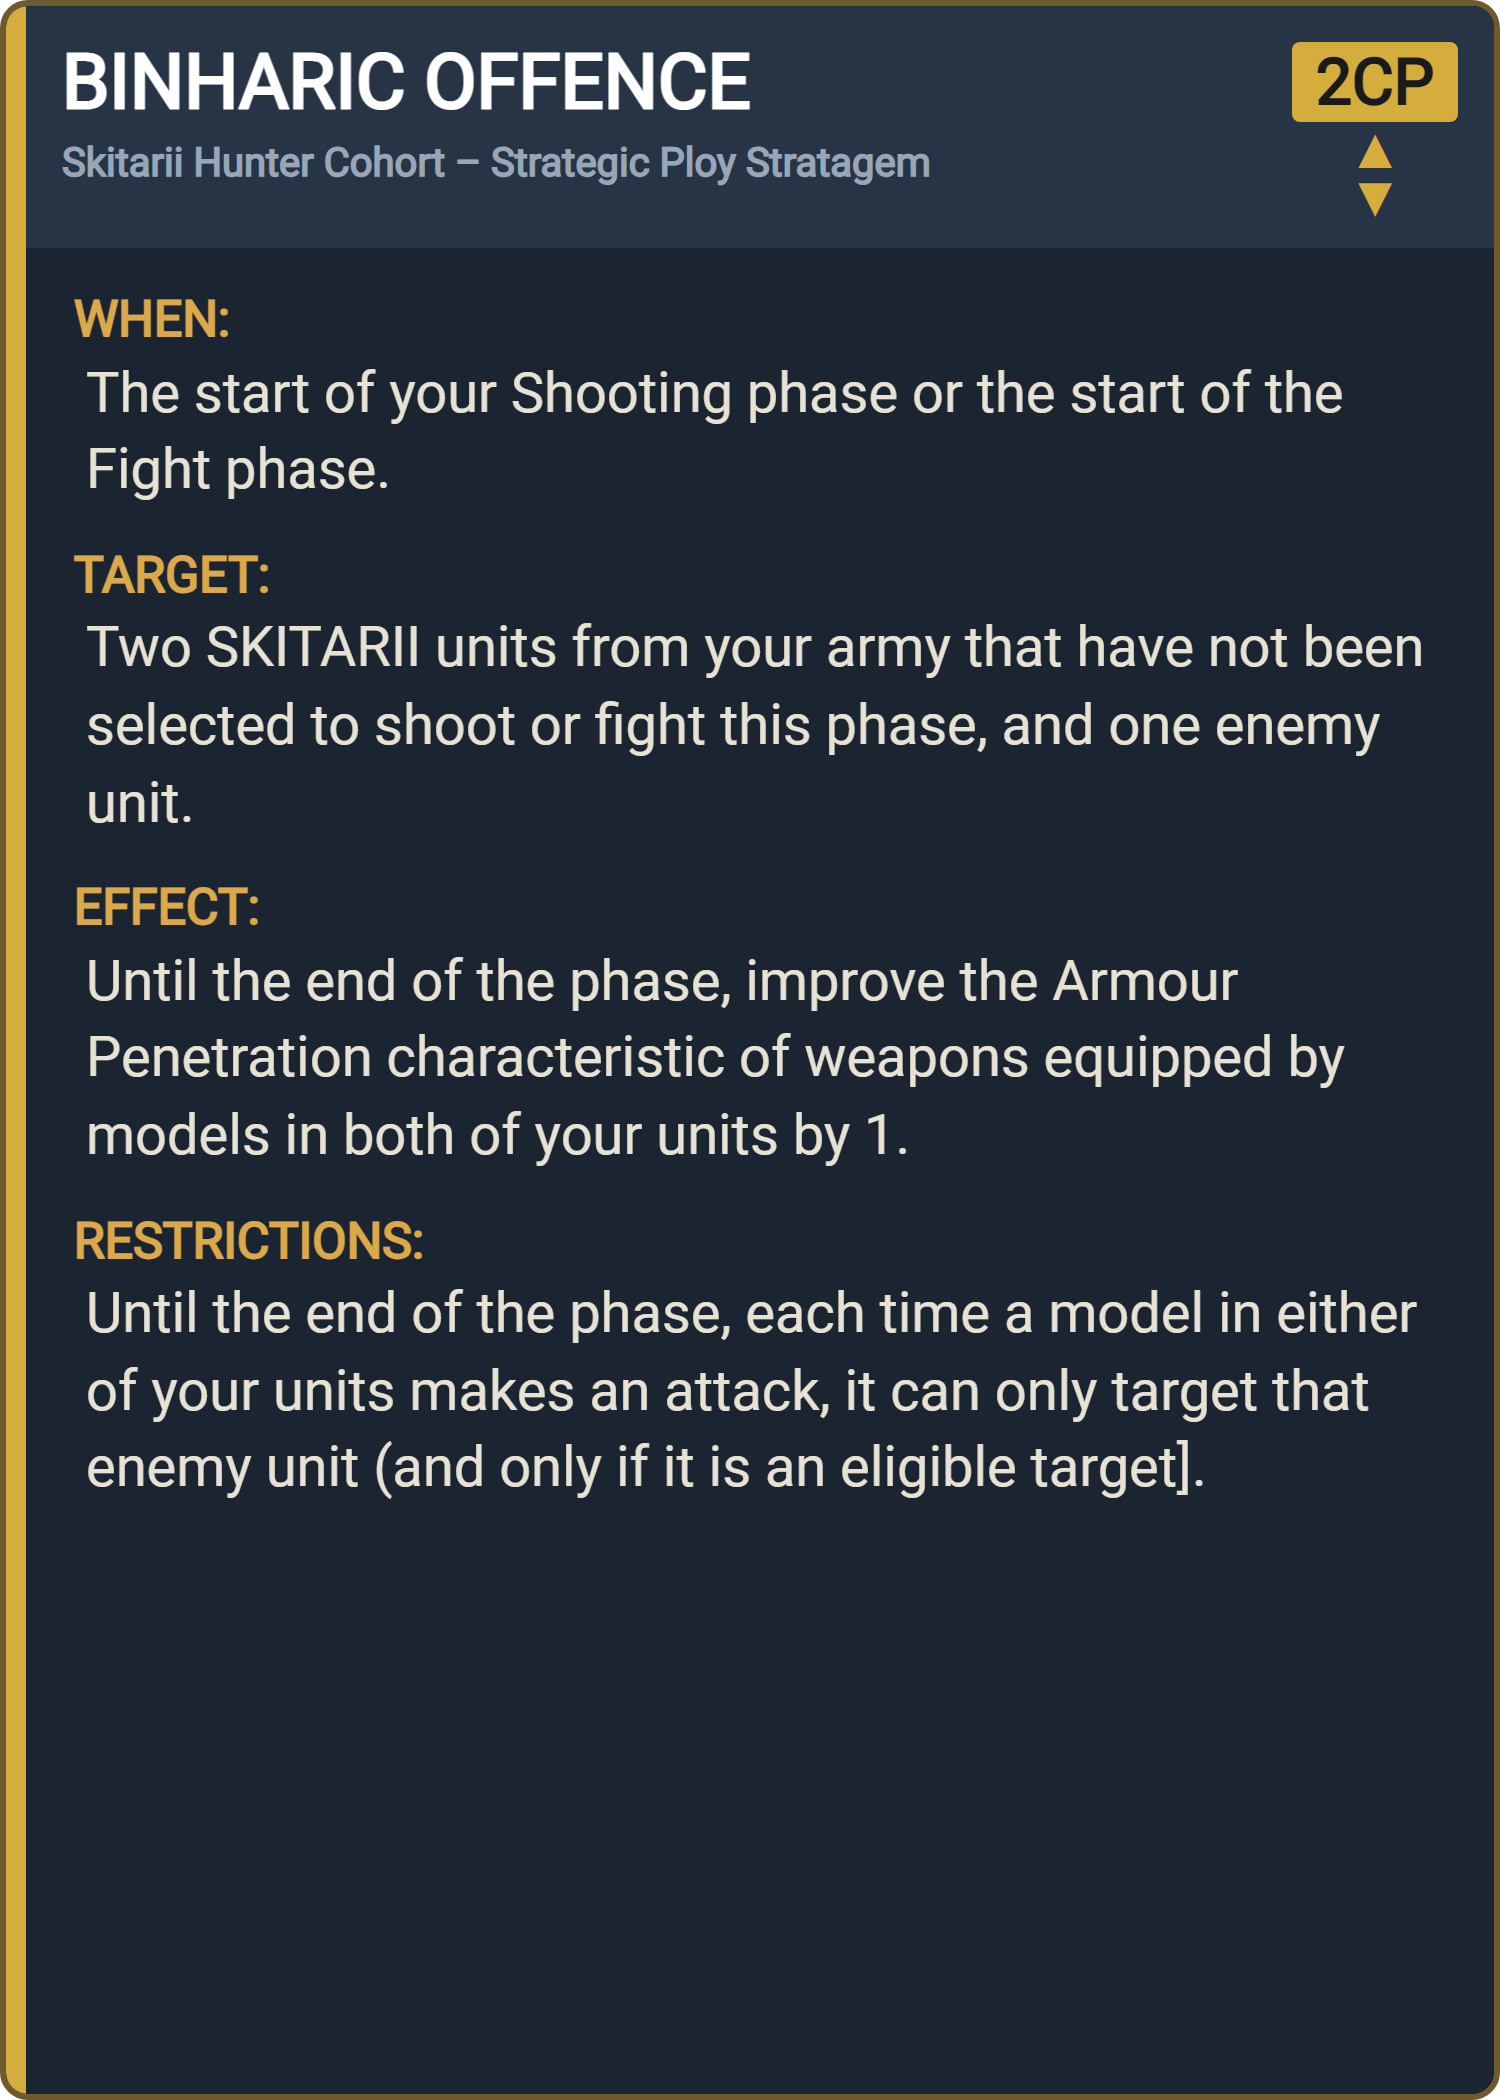 BINHARIC OFFENCE
2CP
Skitarii Hunter Cohort – Strategic Ploy Stratagem
WHEN:
The start of your Shooting phase or the start of the
Fight phase.
TARGET:
Two SKITARII units from your army that have not been
selected to shoot or fight this phase, and one enemy
unit.
EFFECT:
Until the end of the phase, improve the Armour
Penetration characteristic of weapons equipped by
models in both of your units by 1.
RESTRICTIONS:
Until the end of the phase, each time a model in either
of your units makes an attack, it can only target that
enemy unit (and only if it is an eligible target].